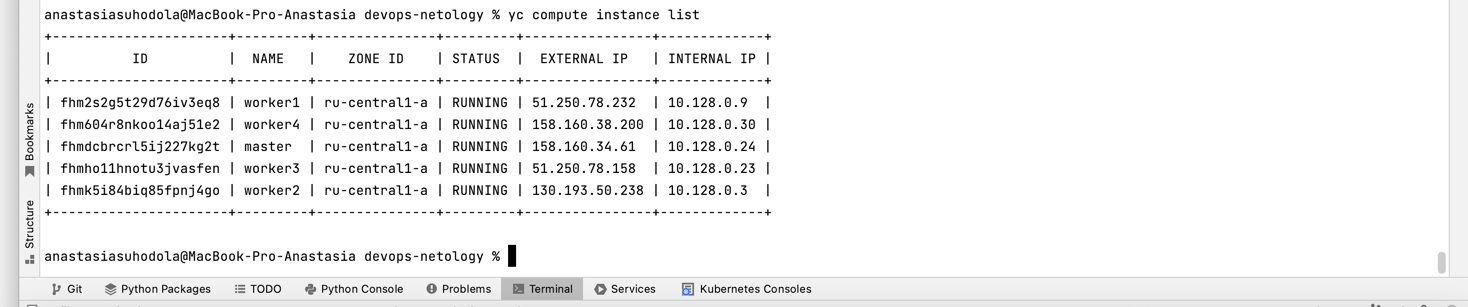 anastasiasuhodola@MacBook-Pro-Anastasia devops-netology % yc compute instance list
+----------------------+---------+---------------+---------+----------------+-------------+
| ID | NAME | ZONE ID | STATUS | EXTERNAL IP | INTERNAL IP |
+----------------------+---------+---------------+---------+----------------+-------------+
| fhm2s2g5t29d76iv3eq8 | worker1 | ru-central1-a | RUNNING | 51.250.78.232 | 10.128.0.9 |
| fhm604r8nkoo14aj51e2 | worker4 | ru-central1-a | RUNNING | 158.160.38.200 | 10.128.0.30 |
| fhmdcbrcrl5ij227kg2t | master | ru-central1-a | RUNNING | 158.160.34.61 | 10.128.0.24 |
| fhmho11hnotu3jvasfen | worker3 | ru-central1-a | RUNNING | 51.250.78.158 | 10.128.0.23 |
| fhmk5i84biq85fpnj4go | worker2 | ru-central1-a | RUNNING | 130.193.50.238 | 10.128.0.3 |
+----------------------+---------+---------------+---------+----------------+-------------+
anastasiasuhodola@MacBook-Pro-Anastasia devops-netology %
Bookmarks
Structure
Git Python Packages TODO Python Console Problems Terminal Services Kubernetes Consoles